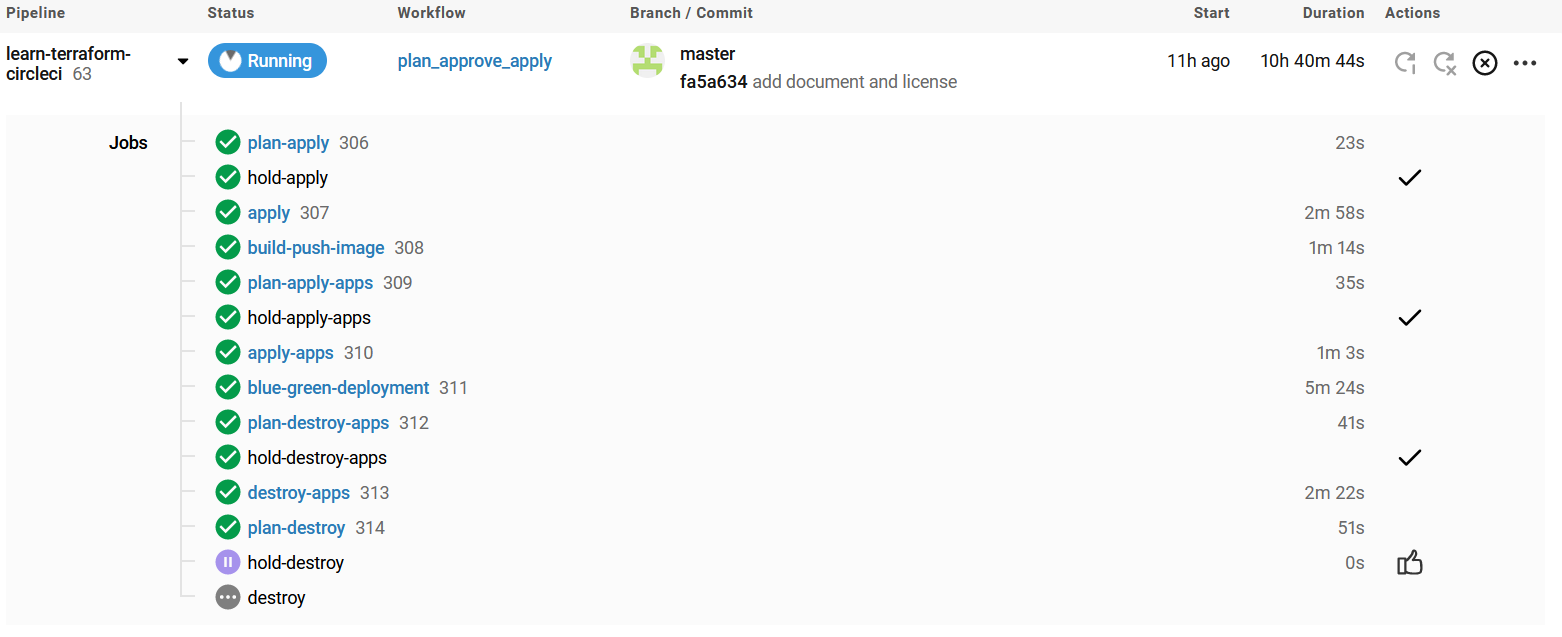 Pipeline Status Workflow Branch / Commit Start Duration Actions
learn-terraform-
circleci 63 Running plan_approve_apply master 11h ago 10h 40m 44s
fa5a634 add document and license
Jobs plan-apply 306 23s
hold-apply
apply 307 2m 58s
build-push-image 308 1m 14s
plan-apply-apps 309 35s
hold-apply-apps
apply-apps 310 1m 3s
blue-green-deployment 311 5m 24s
plan-destroy-apps 312 41s
hold-destroy-apps
destroy-apps 313 2m 22s
plan-destroy 314 51s
hold-destroy 0s
destroy